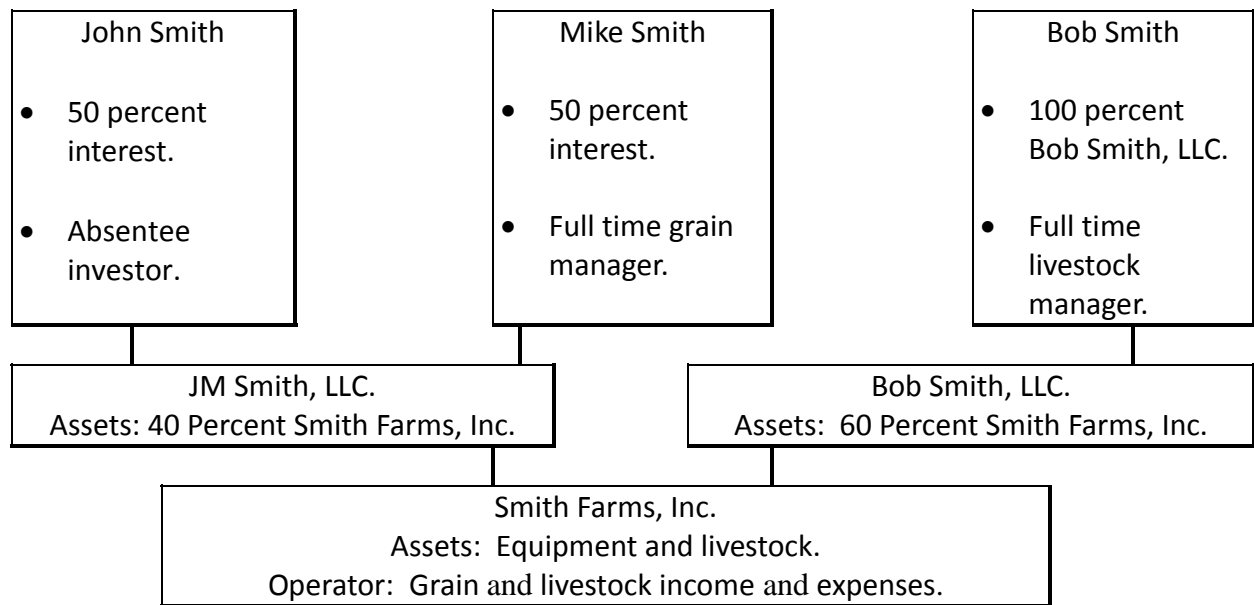 John Smith
• 50 percent
interest.
• Absentee
investor.
Mike Smith
• 50 percent
interest.
• Full time grain
manager.
Bob Smith
• 100 percent
Bob Smith, LLC.
• Full time
livestock
manager.
JM Smith, LLC.
Assets: 40 Percent Smith Farms, Inc.
Bob Smith, LLC.
Assets: 60 Percent Smith Farms, Inc.
Smith Farms, Inc.
Assets: Equipment and livestock.
Operator: Grain and livestock income and expenses.